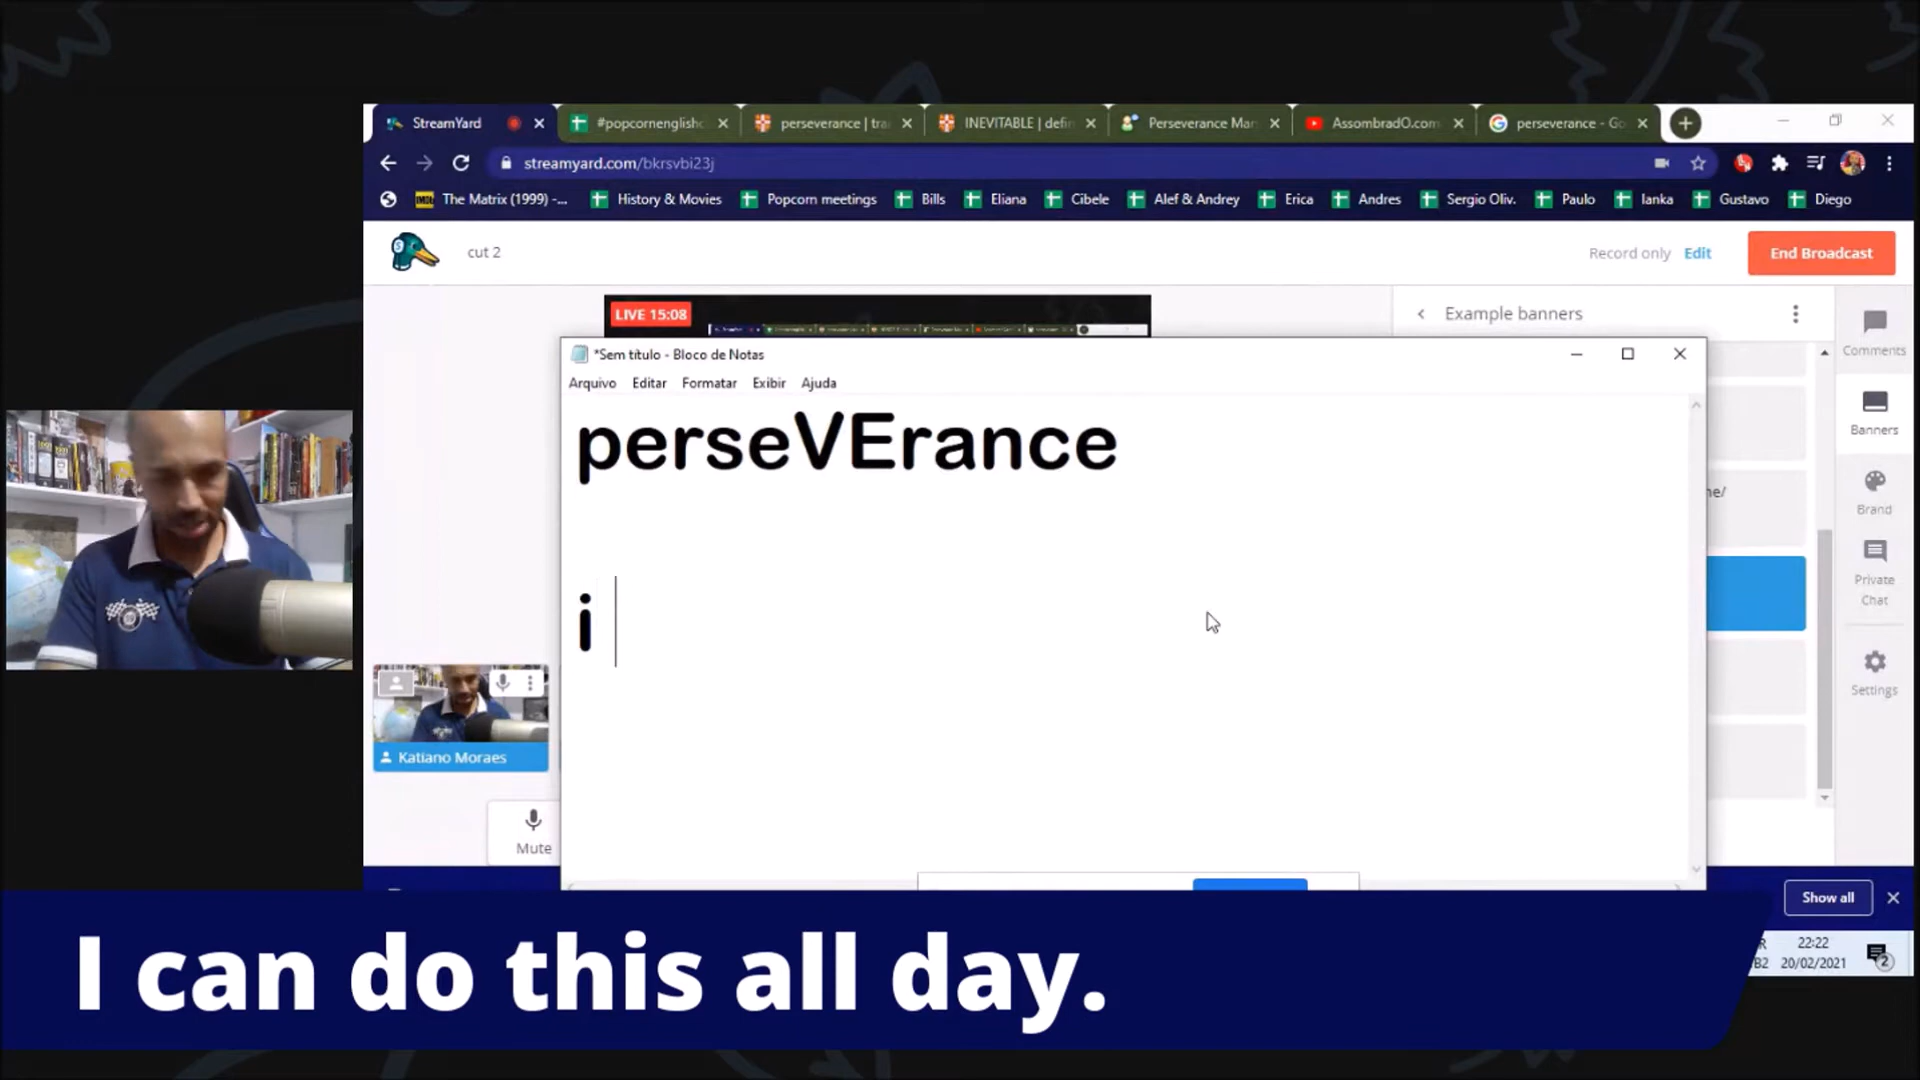 StreamYard
#popcornenglishc
perseverance | tra
INEVITABLE | defin
Perseverance Mar
AssombradO.com
perseverance - Go
streamyard.com/bkrsvbi23j
The Matrix (1999) -...
History & Movies
Popcorn meetings
Bills
Eliana
Cibele
Alef & Andrey
Erica
Andres
Sergio Oliv.
Paulo
Ianka
Gustavo
Diego
cut 2
Record only
Edit
End Broadcast
LIVE 15:08
Example banners
Comments
*Sem título - Bloco de Notas
Arquivo
Editar
Formatar
Exibir
Ajuda
Banners
perseVErance
ne/
Brand
i
Private
Chat
Settings
Katiano Moraes
Mute
Show all
I can do this all day.
22:22
20/02/2021
2